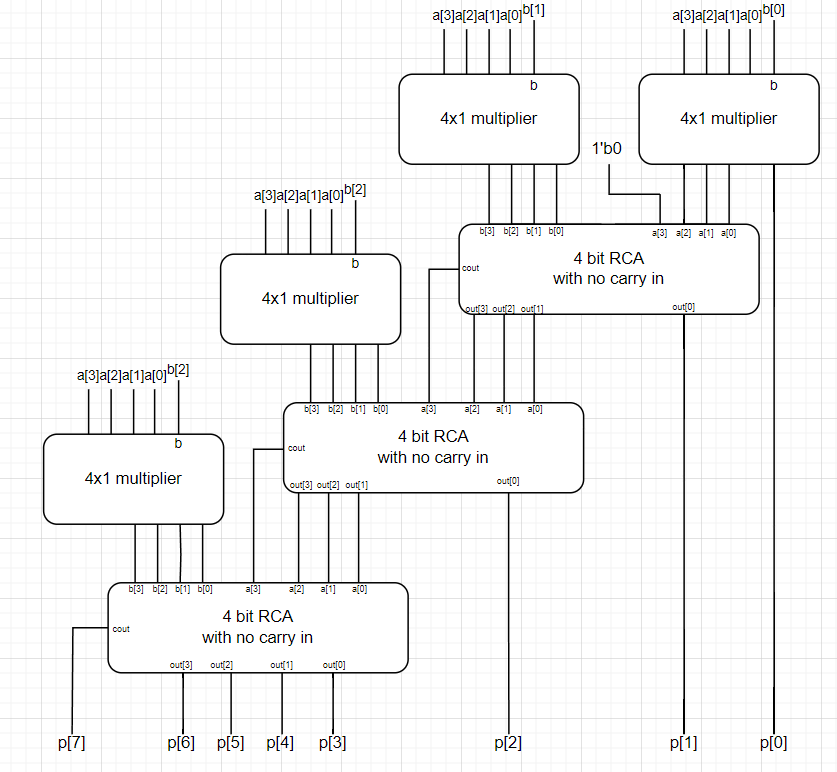 a[3]a[2]a[1]a[0]b[1]
a[3]a[2]a[1]a[0]b[0]
b
4x1 multiplier
b
4x1 multiplier
1'b0
b[3] b[2] b[1] b[0] a[3] a[2] a[1] a[0]
4 bit RCA
with no carry in
cout
out[3] out[2] out[1] out[0]
a[3]a[2]a[1]a[0]b[2]
b
4x1 multiplier
b[3] b[2] b[1] b[0] a[3] a[2] a[1] a[0]
4 bit RCA
with no carry in
cout
out[3] out[2] out[1] out[0]
a[3]a[2]a[1]a[0]b[2]
b
4x1 multiplier
b[3] b[2] b[1] b[0] a[3] a[2] a[1] a[0]
4 bit RCA
with no carry in
cout
out[3] out[2] out[1] out[0]
p[7] p[6] p[5] p[4] p[3] p[2] p[1] p[0]